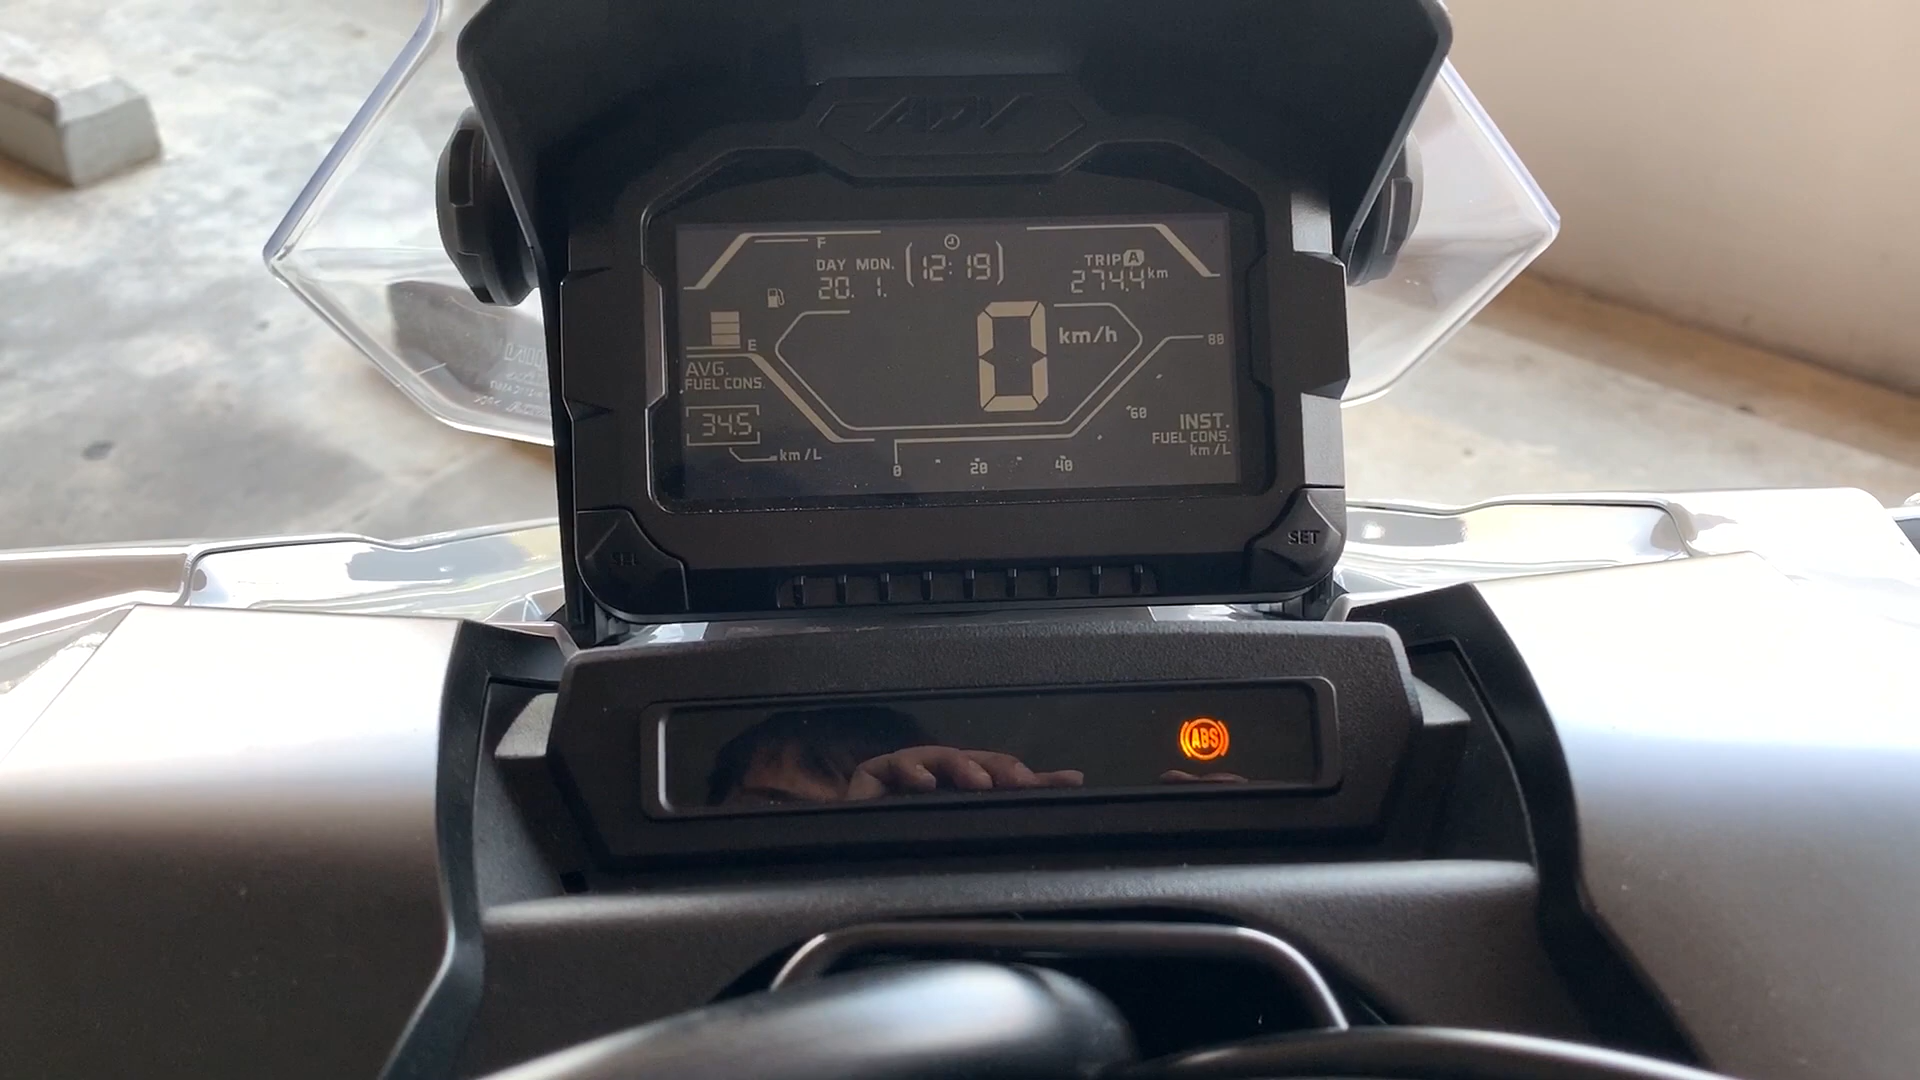 ADV
F
DAY MON.
20. 1.
12:19
TRIP A
274.4 km
E
0 km/h
AVG.
FUEL CONS.
34.5
km/L
0 20 40 60 80
INST.
FUEL CONS.
km/L
SEL
SET
ABS